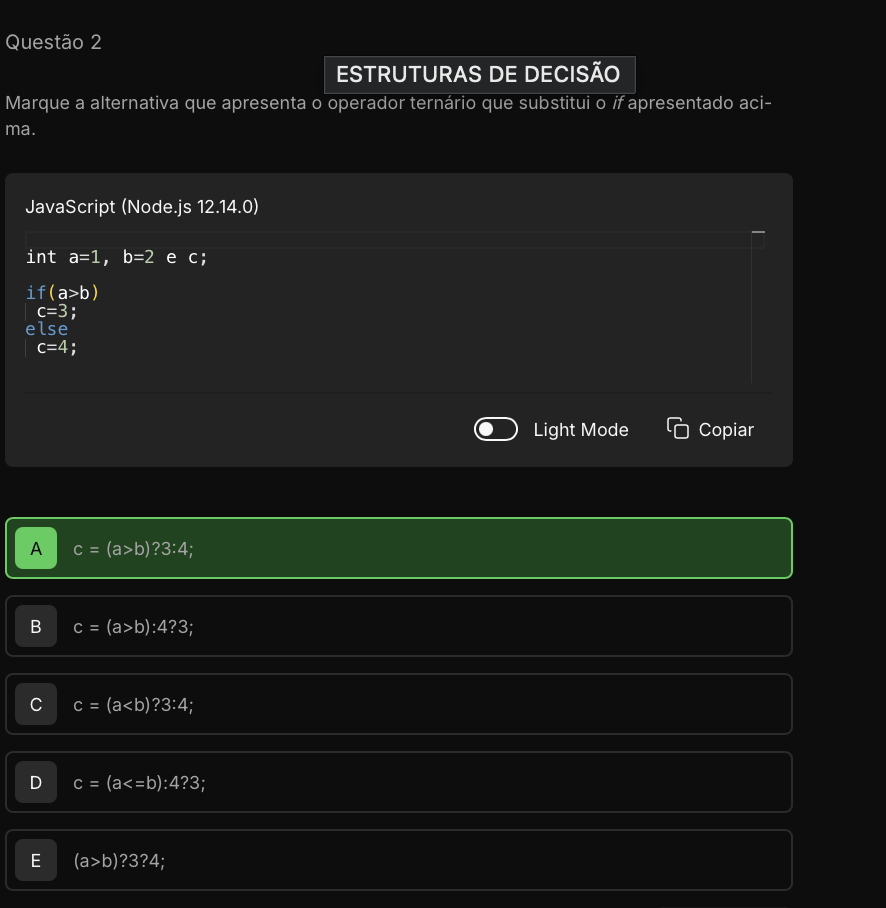 Questão 2
ESTRUTURAS DE DECISÃO
Marque a alternativa que apresenta o operador ternário que substitui o if apresentado aci-
ma.
JavaScript (Node.js 12.14.0)
int a=1, b=2 e c;
if(a>b)
c=3;
else
c=4;
Light Mode
Copiar
A c = (a>b)?3:4;
B c = (a>b):4?3;
C c = (a<b)?3:4;
D c = (a<=b):4?3;
E (a>b)?3?4;